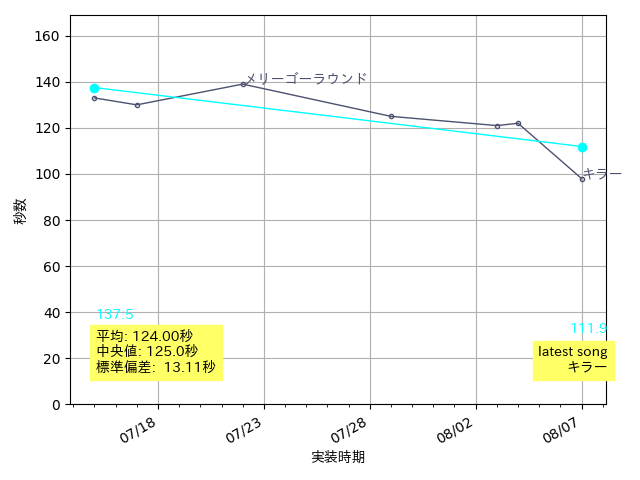 160
140
120
100
80
60
40
20
0
秒数
メリーゴーラウンド
キラー
137.5
111.9
平均: 124.00秒
中央値: 125.0秒
標準偏差: 13.11秒
latest song
キラー
07/18
07/23
07/28
08/02
08/07
実装時期